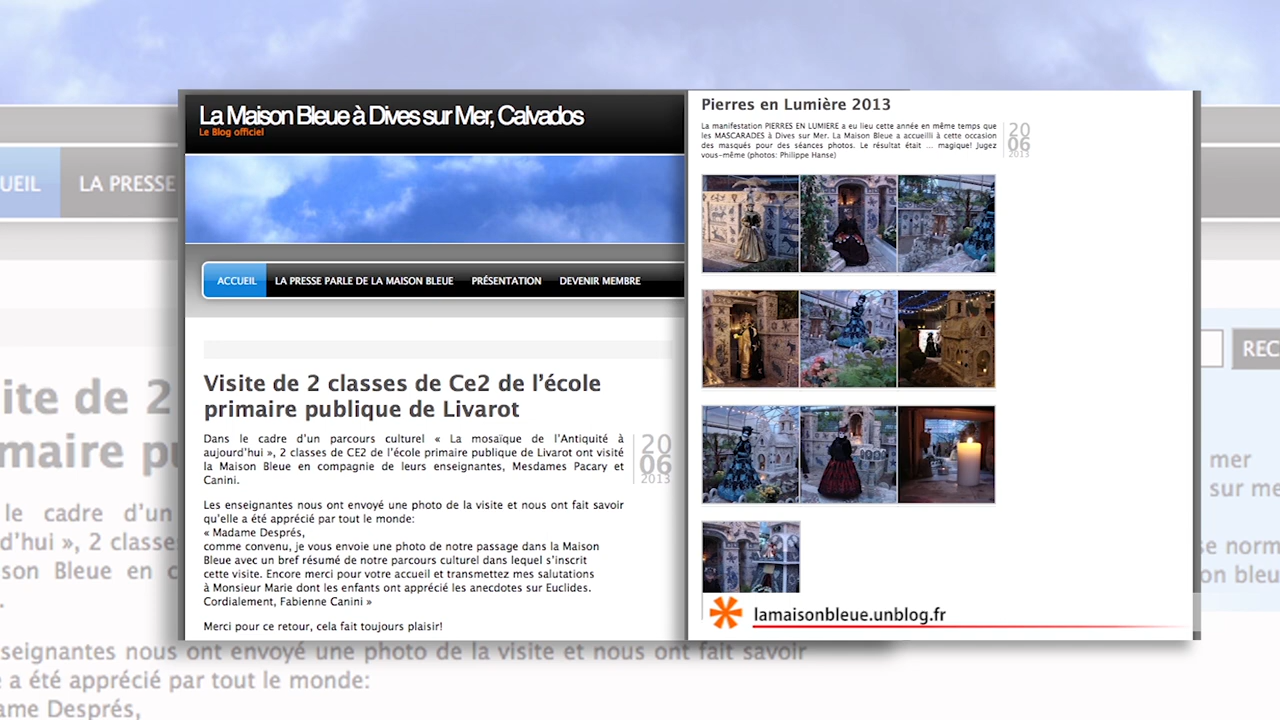 La Maison Bleue à Dives sur Mer, Calvados
Le Blog officiel
ACCUEIL LA PRESSE PARLE DE LA MAISON BLEUE PRÉSENTATION DEVENIR MEMBRE
Visite de 2 classes de Ce2 de l'école
primaire publique de Livarot
Dans le cadre d'un parcours culturel « La mosaïque de l'Antiquité à
aujourd'hui », 2 classes de CE2 de l'école primaire publique de Livarot ont visité
la Maison Bleue en compagnie de leurs enseignantes, Mesdames Pacary et
Canini.
20
06
2013
Les enseignantes nous ont envoyé une photo de la visite et nous ont fait savoir
qu'elle a été apprécié par tout le monde:
« Madame Després,
comme convenu, je vous envoie une photo de notre passage dans la Maison
Bleue avec un bref résumé de notre parcours culturel dans lequel s'inscrit
cette visite. Encore merci pour votre accueil et transmettez mes salutations
à Monsieur Marie dont les enfants ont apprécié les anecdotes sur Euclides.
Cordialement, Fabienne Canini »
Merci pour ce retour, cela fait toujours plaisir!
Pierres en Lumière 2013
La manifestation PIERRES EN LUMIERE a eu lieu cette année en même temps que
les MASCARADES à Dives sur Mer. La Maison Bleue a accueilli à cette occasion
des masqués pour des séances photos. Le résultat était ... magique! Jugez
vous-même (photos: Philippe Hanse)
20
06
2013
lamaisonbleue.unblog.fr
UEIL LA PRESSE
ite de 2
maire pu
le cadre d'un
d'hui », 2 classe
son Bleue en c
.
seignantes nous ont envoyé une photo de la visite et nous ont fait savoir
a été apprécié par tout le monde:
ame Després,
REC
mer
sur me
se norm
on bleu